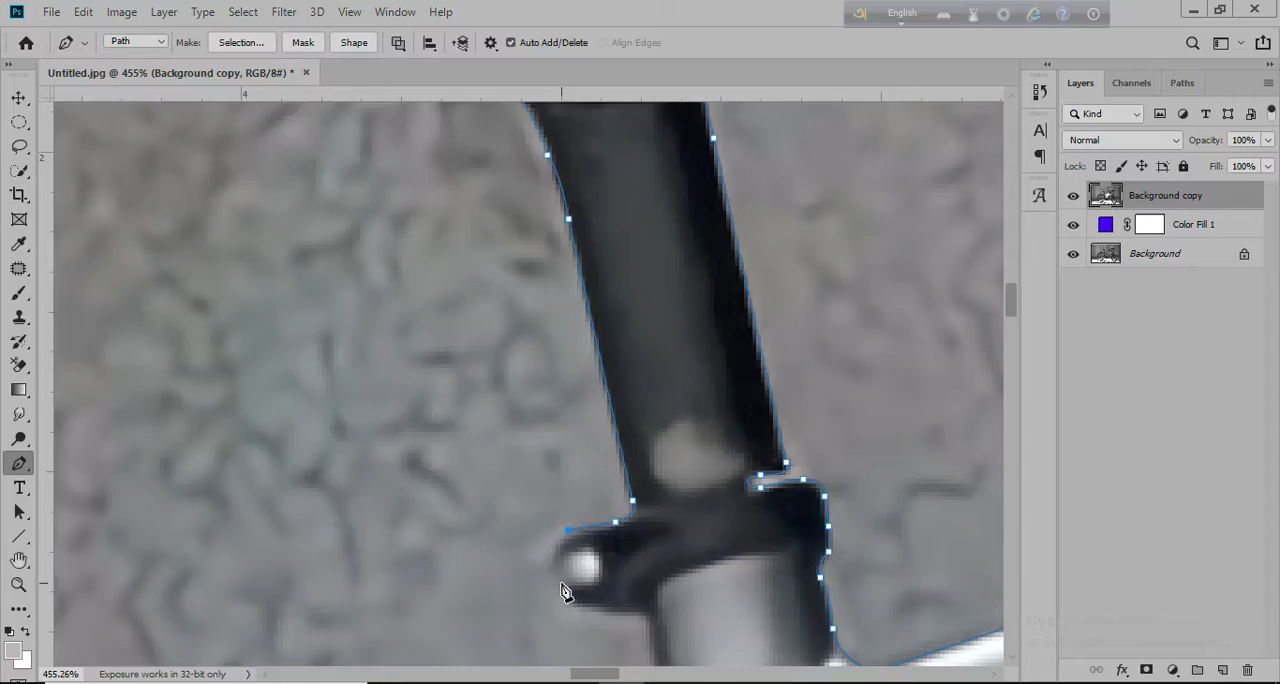 Ps File Edit Image Layer Type Select Filter 3D View Window Help
English
Path Make: Selection... Mask Shape Auto Add/Delete Align Edges
Untitled.jpg @ 455% (Background copy, RGB/8#) * ×
4
2
Layers Channels Paths
Kind
Normal Opacity: 100%
Lock: Fill: 100%
Background copy
Color Fill 1
Background
455.26% Exposure works in 32-bit only